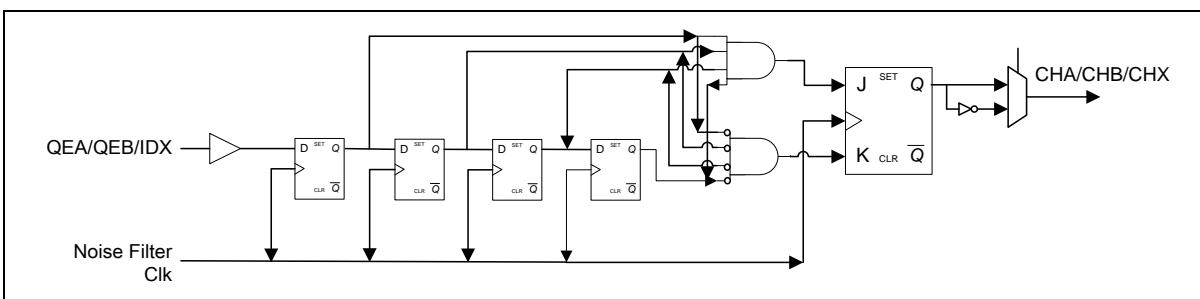 CHA/CHB/CHX
J SET Q
K CLR Q
QEA/QEB/IDX
D SET Q
CLR Q
D SET Q
CLR Q
D SET Q
CLR Q
D SET Q
CLR Q
Noise Filter
Clk